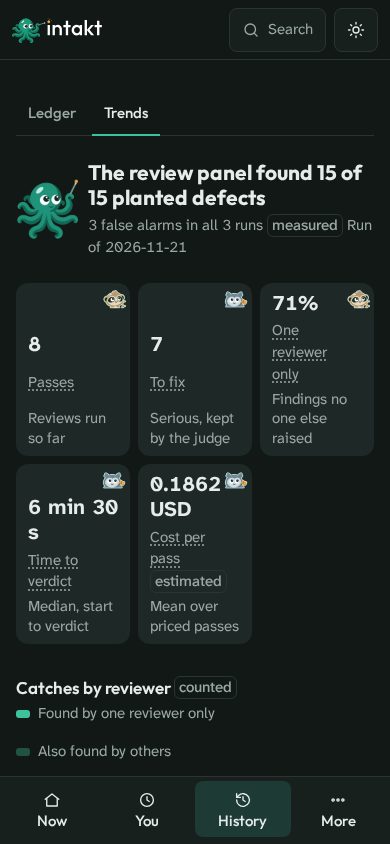 intakt
Search
Ledger
Trends
The review panel found 15 of
15 planted defects
3 false alarms in all 3 runs measured Run
of 2026-11-21
8
Passes
Reviews run
so far
7
To fix
Serious, kept
by the judge
71%
One
reviewer
only
Findings no
one else
raised
6 min 30
s
Time to
verdict
Median, start
to verdict
0.1862
USD
Cost per
pass
estimated
Mean over
priced passes
Catches by reviewer counted
Found by one reviewer only
Also found by others
Now
You
History
More